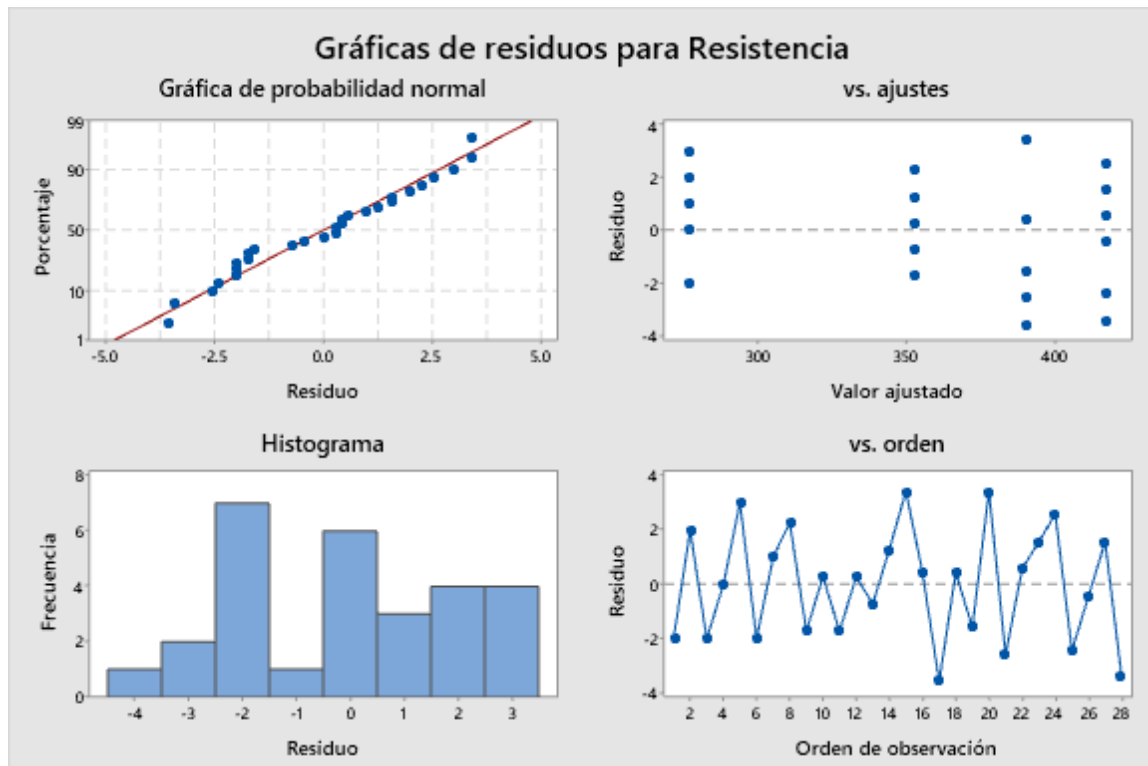 Gráficas de residuos para Resistencia
Gráfica de probabilidad normal
99
90
50
10
1
Porcentaje
-5.0 -2.5 0.0 2.5 5.0
Residuo
vs. ajustes
4
2
0
-2
-4
Residuo
300 350 400
Valor ajustado
Histograma
8
6
4
2
0
Frecuencia
-4 -3 -2 -1 0 1 2 3
Residuo
vs. orden
4
2
0
-2
-4
Residuo
2 4 6 8 10 12 14 16 18 20 22 24 26 28
Orden de observación